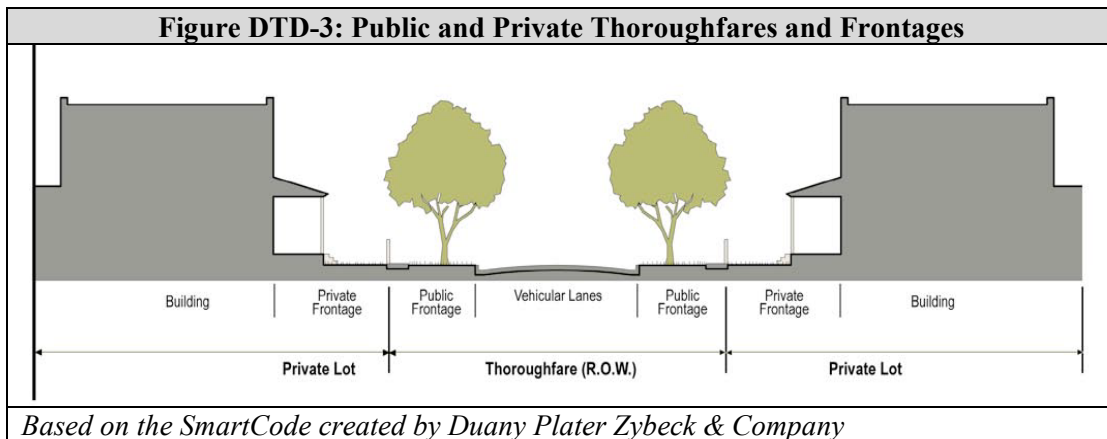 Figure DTD-3: Public and Private Thoroughfares and Frontages
Building
Private
Frontage
Public
Frontage
Vehicular Lanes
Public
Frontage
Private
Frontage
Building
Private Lot
Thoroughfare (R.O.W.)
Private Lot
Based on the SmartCode created by Duany Plater Zybeck & Company